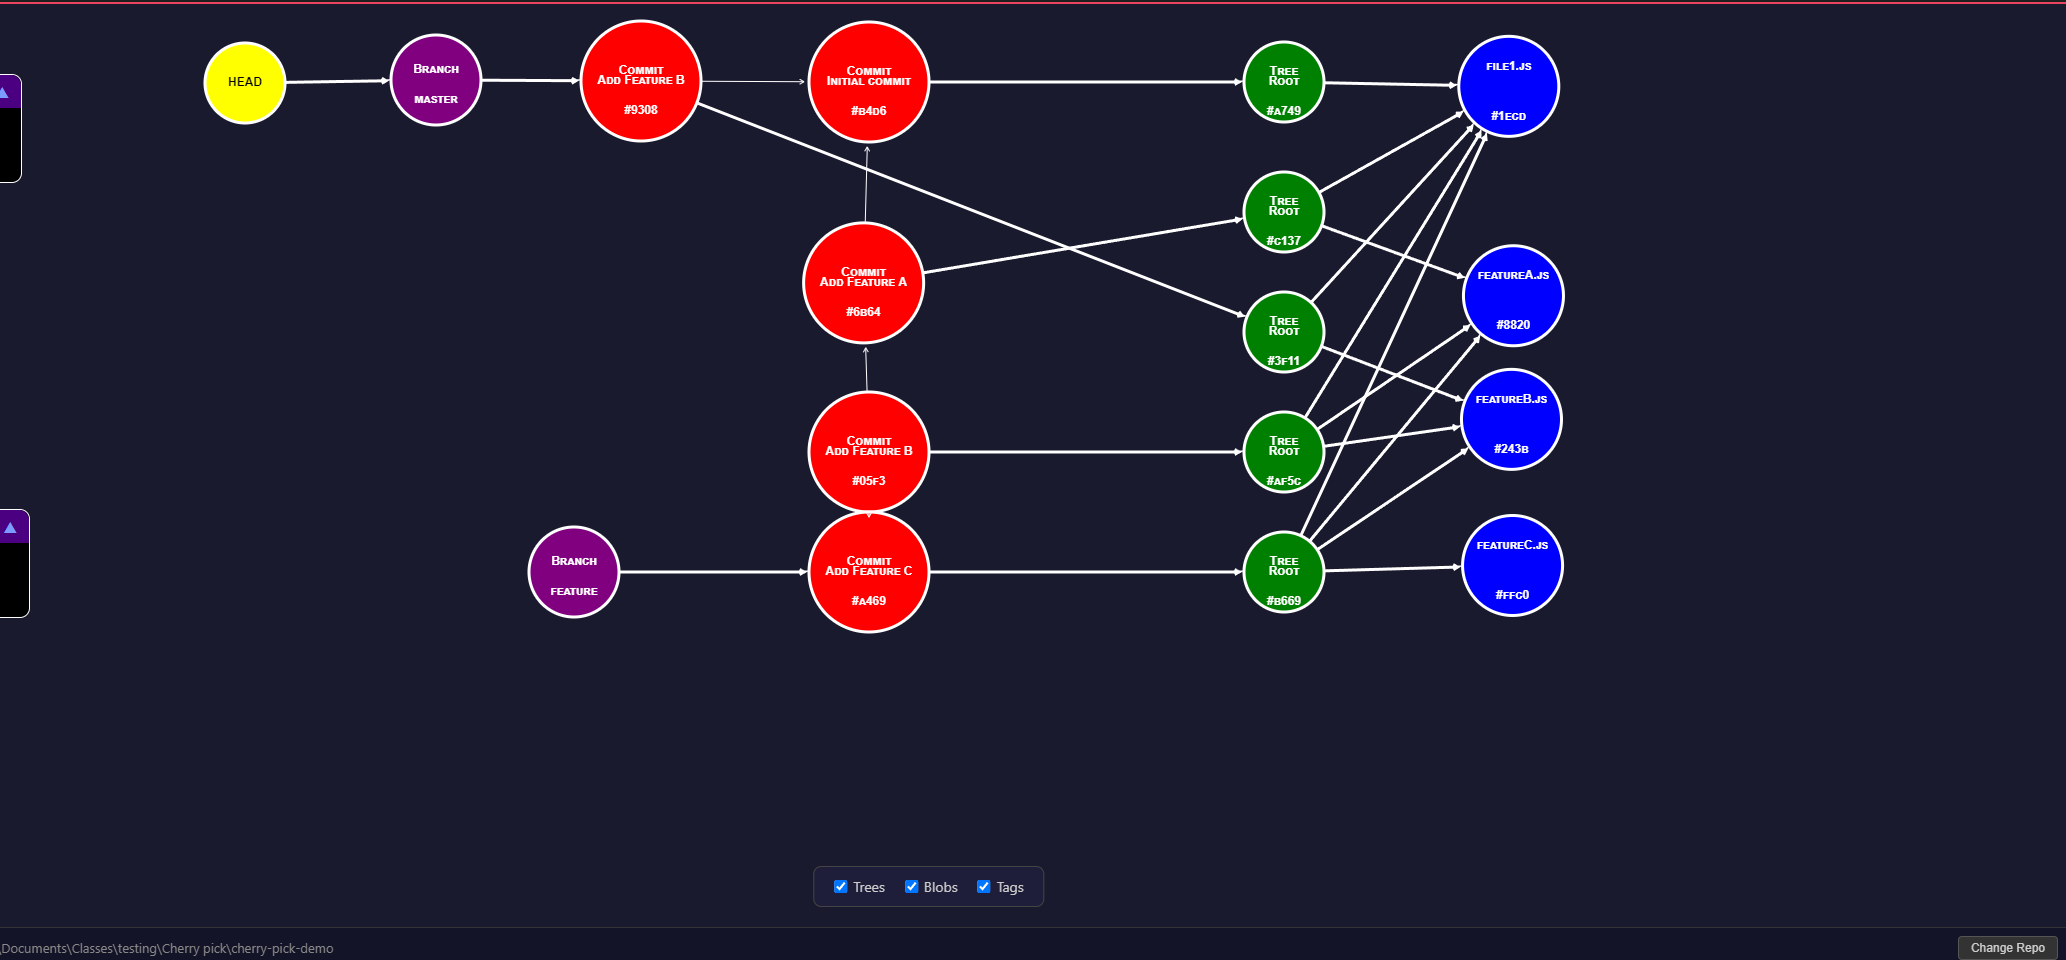 HEAD
Branch
master
Commit
Add Feature B
#9308
Commit
Initial commit
#b4d6
Tree
Root
#a749
file1.js
#1ecd
Tree
Root
#c137
Commit
Add Feature A
#6b64
featureA.js
#8820
Tree
Root
#3f11
featureB.js
#243b
Commit
Add Feature B
#05f3
Tree
Root
#af5c
Branch
feature
Commit
Add Feature C
#a469
Tree
Root
#b669
featureC.js
#ffc0
Trees Blobs Tags
\Documents\Classes\testing\Cherry pick\cherry-pick-demo
Change Repo